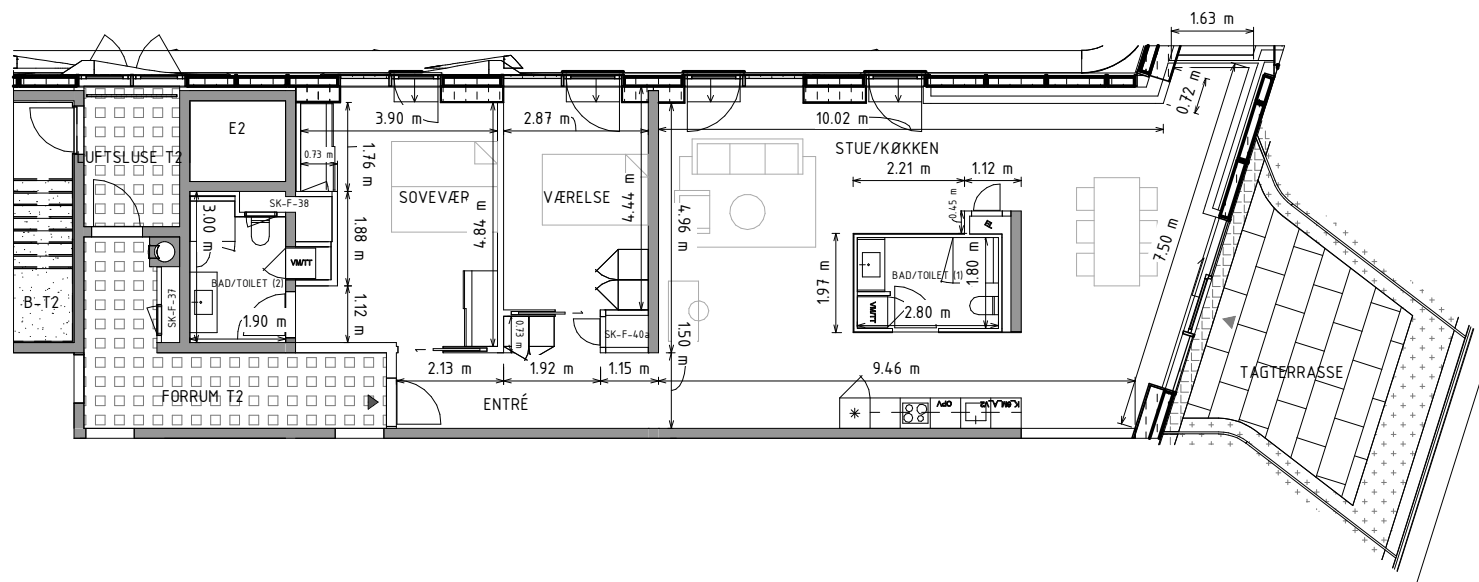 1.63 m
0.72 m
3.90 m
2.87 m
10.02 m
E2
LUFTSLUSE T2
0.73 m
1.76 m
STUE/KØKKEN
2.21 m
1.12 m
SOVEVÆR
VÆRELSE
4.44 m
4.84 m
4.96 m
0.45 m
SK-F-38
3.00 m
1.88 m
7.50 m
VM/TT
BAD/TOILET (2)
BAD/TOILET (1)
1.80 m
1.97 m
VM/TT
2.80 m
B-T2
SK-F-37
1.90 m
1.12 m
0.73 m
1
SK-F-40a
1.50 m
1
2.13 m
1.92 m
1.15 m
9.46 m
TAGTERRASSE
FORRUM T2
ENTRÉ
OPV